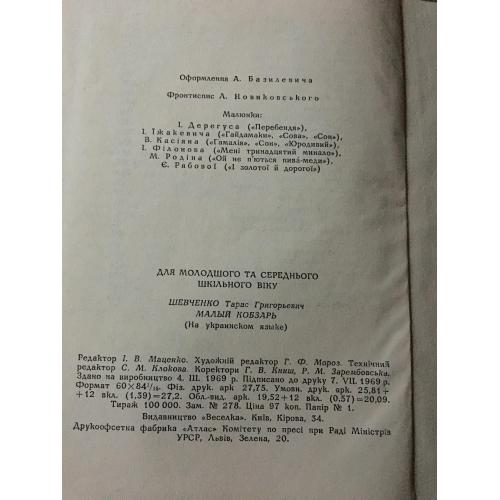 Оформлення А. Базилевича
Фронтиспис Л. Новиковського
Малюнки:
І. Дерегуса («Перебендя»),
І. Їжакевича («Гайдамаки», «Сова», «Сон»),
В. Касіяна («Гамалія», «Сон», «Юродивий»),
І. Філонова («Мені тринадцятий минало»),
М. Родіна («Ой не п'ються пива-меди»),
Є. Рябової («І золотої й дорогої»)
ДЛЯ МОЛОДШОГО ТА СЕРЕДНЬОГО
ШКІЛЬНОГО ВІКУ
ШЕВЧЕНКО Тарас Григорьевич
МАЛЫЙ КОБЗАРЬ
(На украинском языке)
Редактор І. В. Маценко. Художній редактор Г. Ф. Мороз. Технічний
редактор С. М. Клокова. Коректори Г. В. Книш, Р. М. Зарембовська.
Здано на виробництво 4. III. 1969 р. Підписано до друку 7. VII. 1969 р.
Формат 60×84¹/₁₆. Фіз. друк. арк 27,75. Умовн. друк. арк. 25,81+
+12 вкл. (1,39)=27,2. Обл.-вид. арк. 19,52+12 вкл. (0,57)=20,09.
Тираж 100 000. Зам. № 278. Ціна 97 коп. Папір № 1.
Видавництво «Веселка». Київ, Кірова, 34.
Друкоофсетна фабрика «Атлас» Комітету по пресі при Раді Міністрів
УРСР, Львів, Зелена, 20.